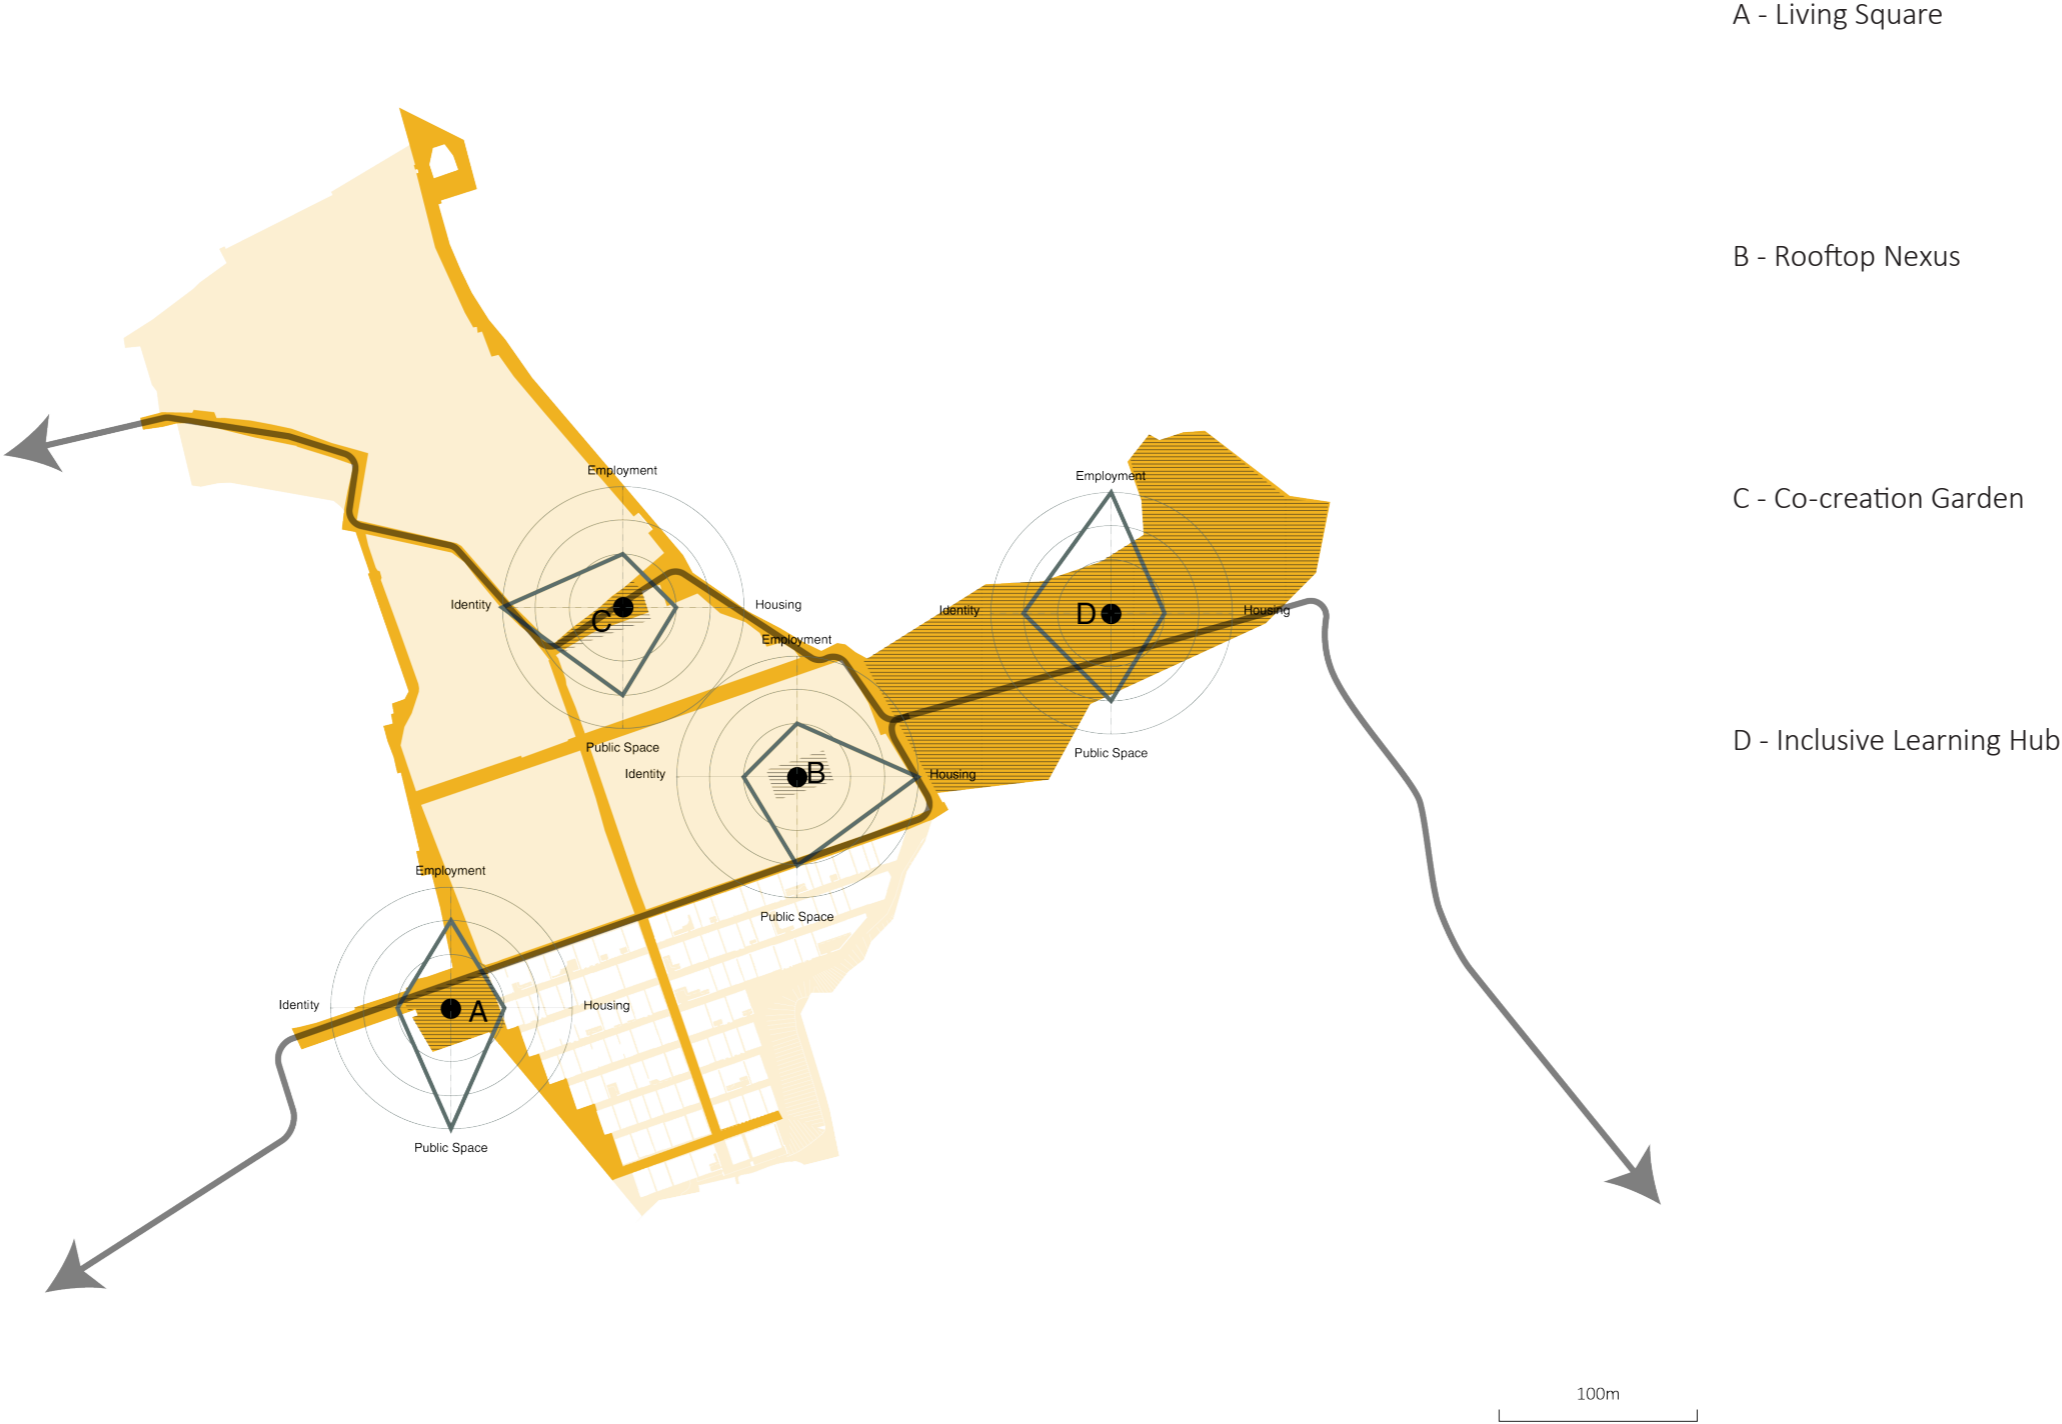 A - Living Square
B - Rooftop Nexus
C - Co-creation Garden
D - Inclusive Learning Hub
Employment
Identity
C
Housing
Public Space
Employment
Identity
D
Housing
Public Space
Employment
Identity
B
Housing
Public Space
Employment
Identity
A
Housing
Public Space
100m